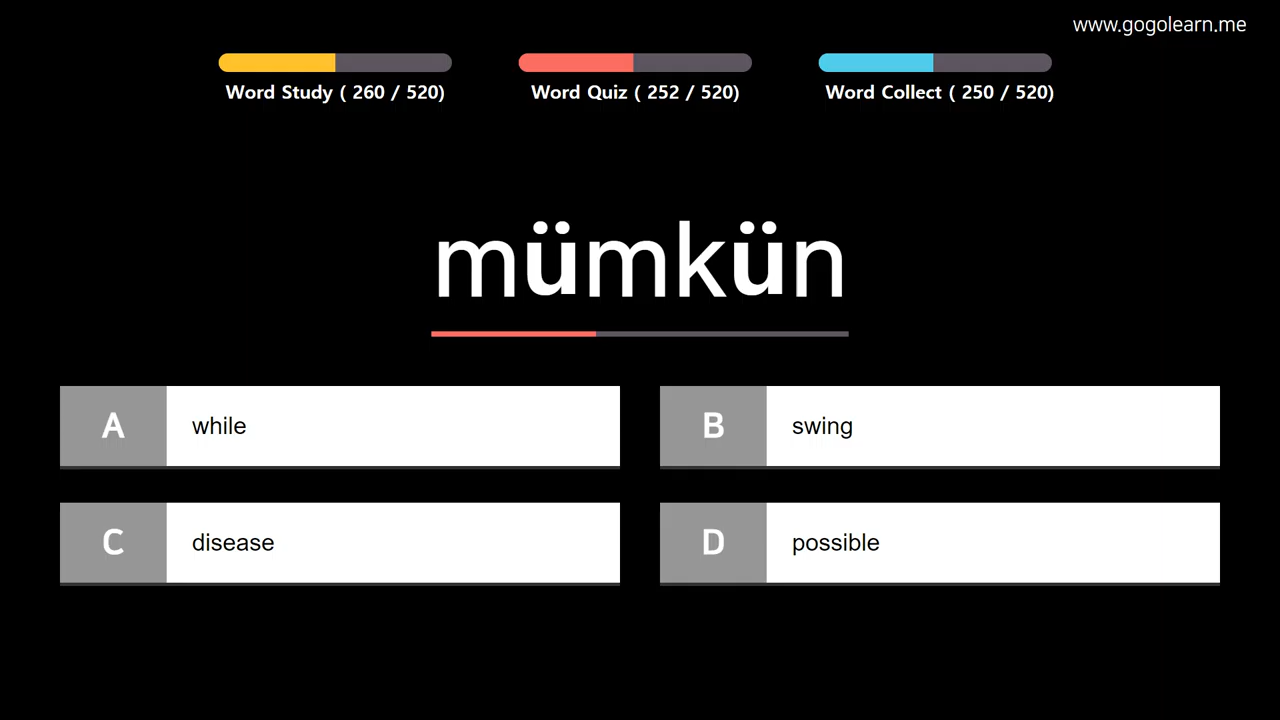 www.gogolearn.me
Word Study ( 260 / 520)
Word Quiz ( 252 / 520)
Word Collect ( 250 / 520)
mümkün
A while
B swing
C disease
D possible